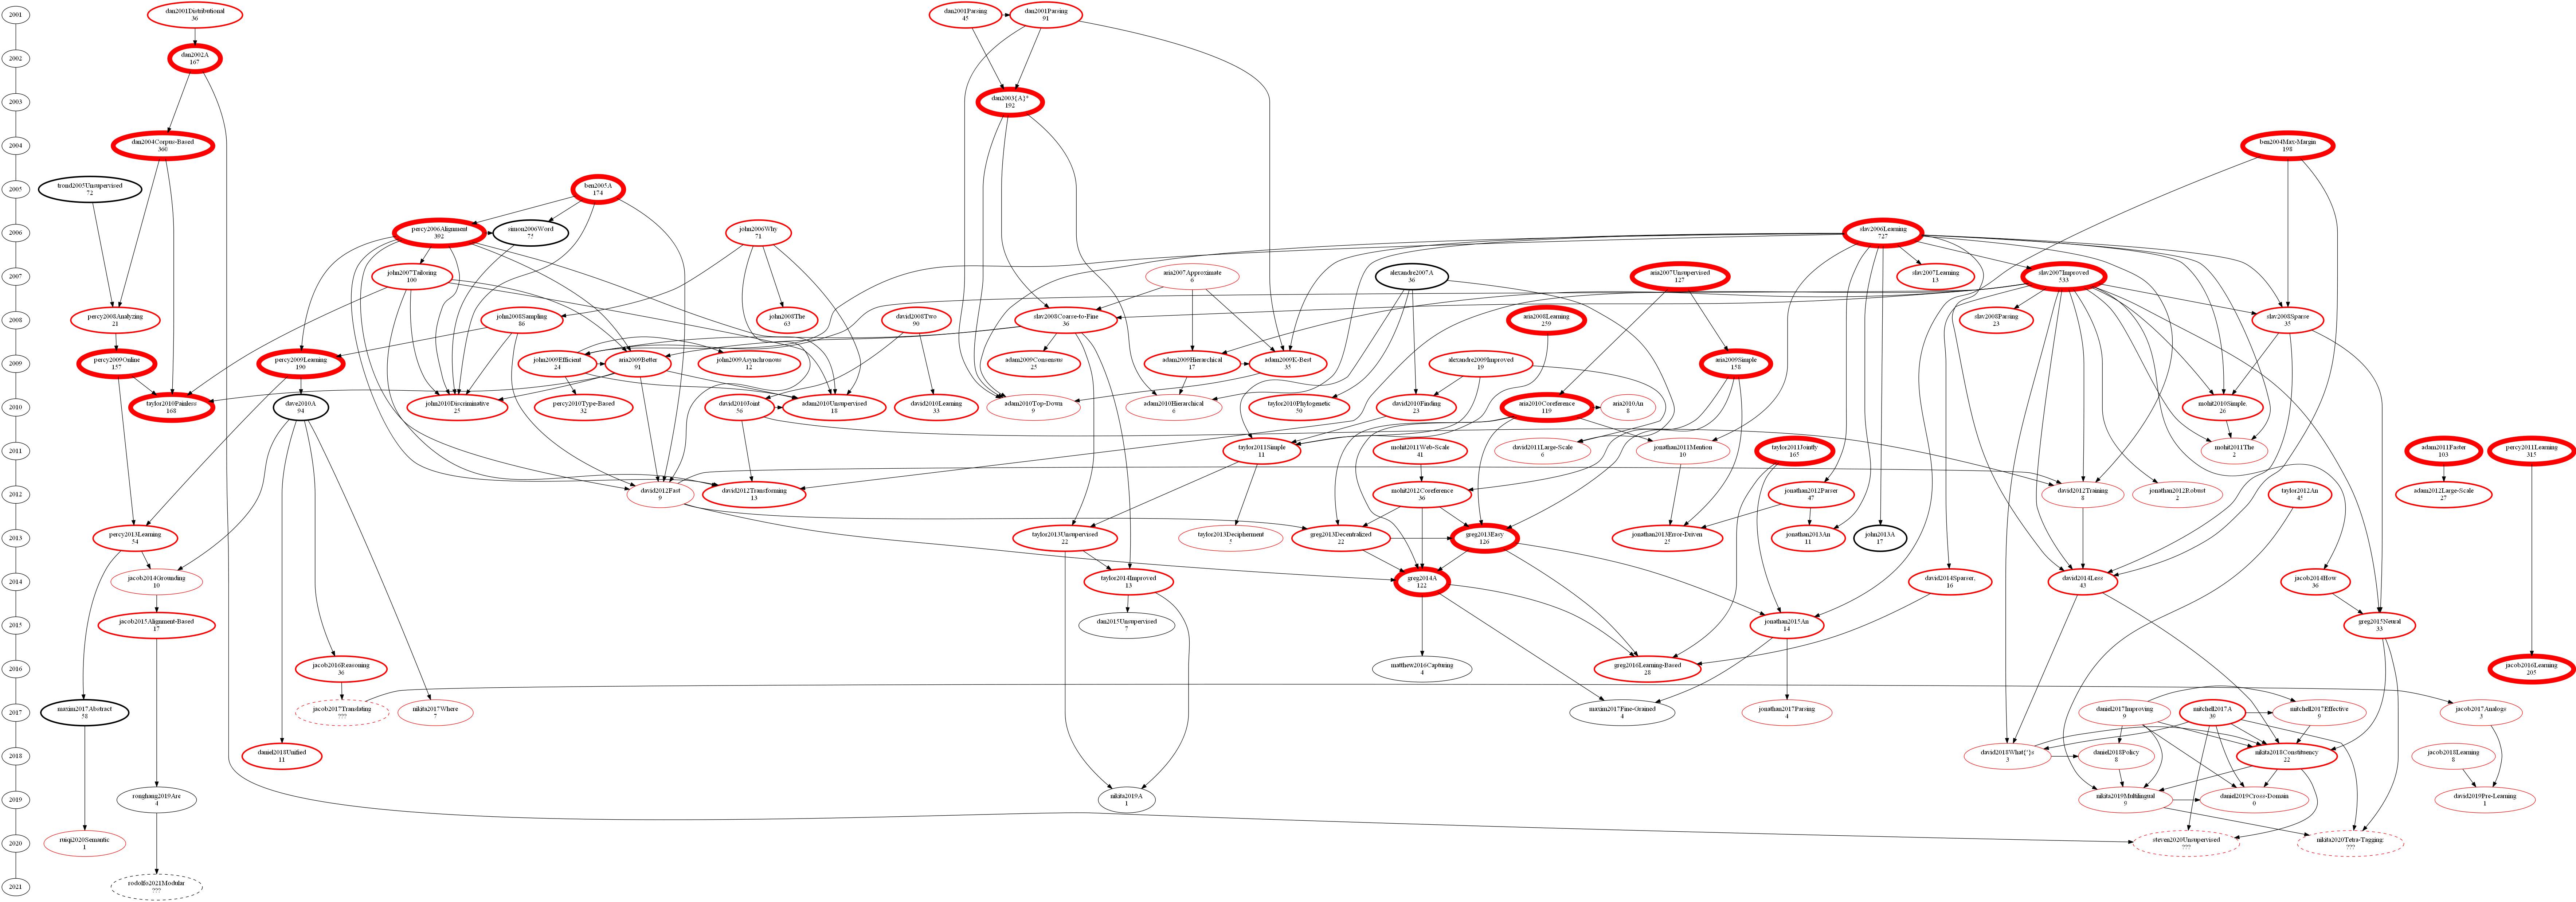 2001
dan2001Distributional
36
dan2001Parsing
45
dan2001Parsing
91
2002
dan2002A
167
2003
dan2003{A}*
192
2004
dan2004Corpus-Based
360
ben2004Max-Margin
198
2005
trond2005Unsupervised
72
ben2005A
174
2006
percy2006Alignment
392
simon2006Word
75
john2006Why
71
slav2006Learning
727
2007
john2007Tailoring
100
aria2007Approximate
6
alexandre2007A
36
aria2007Unsupervised
127
slav2007Learning
13
slav2007Improved
533
2008
percy2008Analyzing
21
john2008Sampling
86
john2008The
63
david2008Two
90
slav2008Coarse-to-Fine
36
aria2008Learning
259
slav2008Parsing
23
slav2008Sparse
35
2009
percy2009Online
157
percy2009Learning
190
john2009Efficient
24
aria2009Better
91
john2009Asynchronous
12
adam2009Consensus
25
adam2009Hierarchical
17
adam2009K-Best
35
alexandre2009Improved
19
aria2009Simple
158
2010
taylor2010Painless
168
dave2010A
94
john2010Discriminative
25
percy2010Type-Based
32
david2010Joint
56
adam2010Unsupervised
18
david2010Learning
33
adam2010Top-Down
9
adam2010Hierarchical
6
taylor2010Phylogenetic
50
david2010Finding
23
aria2010Coreference
119
aria2010An
8
mohit2010Simple,
26
2011
taylor2011Simple
11
mohit2011Web-Scale
41
david2011Large-Scale
6
jonathan2011Mention
10
taylor2011Jointly
165
mohit2011The
2
adam2011Faster
103
percy2011Learning
315
2012
david2012Fast
9
david2012Transforming
13
mohit2012Coreference
36
jonathan2012Parser
47
david2012Training
8
jonathan2012Robust
2
taylor2012An
45
adam2012Large-Scale
27
2013
percy2013Learning
54
taylor2013Unsupervised
22
taylor2013Decipherment
5
greg2013Decentralized
22
greg2013Easy
126
jonathan2013Error-Driven
25
jonathan2013An
11
john2013A
17
2014
jacob2014Grounding
10
taylor2014Improved
13
greg2014A
122
david2014Sparser,
16
david2014Less
43
jacob2014How
36
2015
jacob2015Alignment-Based
17
dan2015Unsupervised
7
jonathan2015An
14
greg2015Neural
33
2016
jacob2016Reasoning
36
matthew2016Capturing
4
greg2016Learning-Based
28
jacob2016Learning
205
2017
maxim2017Abstract
58
jacob2017Translating
???
nikita2017Where
7
maxim2017Fine-Grained
4
jonathan2017Parsing
4
daniel2017Improving
9
mitchell2017A
39
mitchell2017Effective
9
jacob2017Analogs
3
2018
daniel2018Unified
11
david2018What{'}s
3
daniel2018Policy
8
nikita2018Constituency
22
jacob2018Learning
8
2019
ronghang2019Are
4
nikita2019A
1
nikita2019Multilingual
9
daniel2019Cross-Domain
0
david2019Pre-Learning
1
2020
ruiqi2020Semantic
1
steven2020Unsupervised
???
nikita2020Tetra-Tagging:
???
2021
rodolfo2021Modular
???